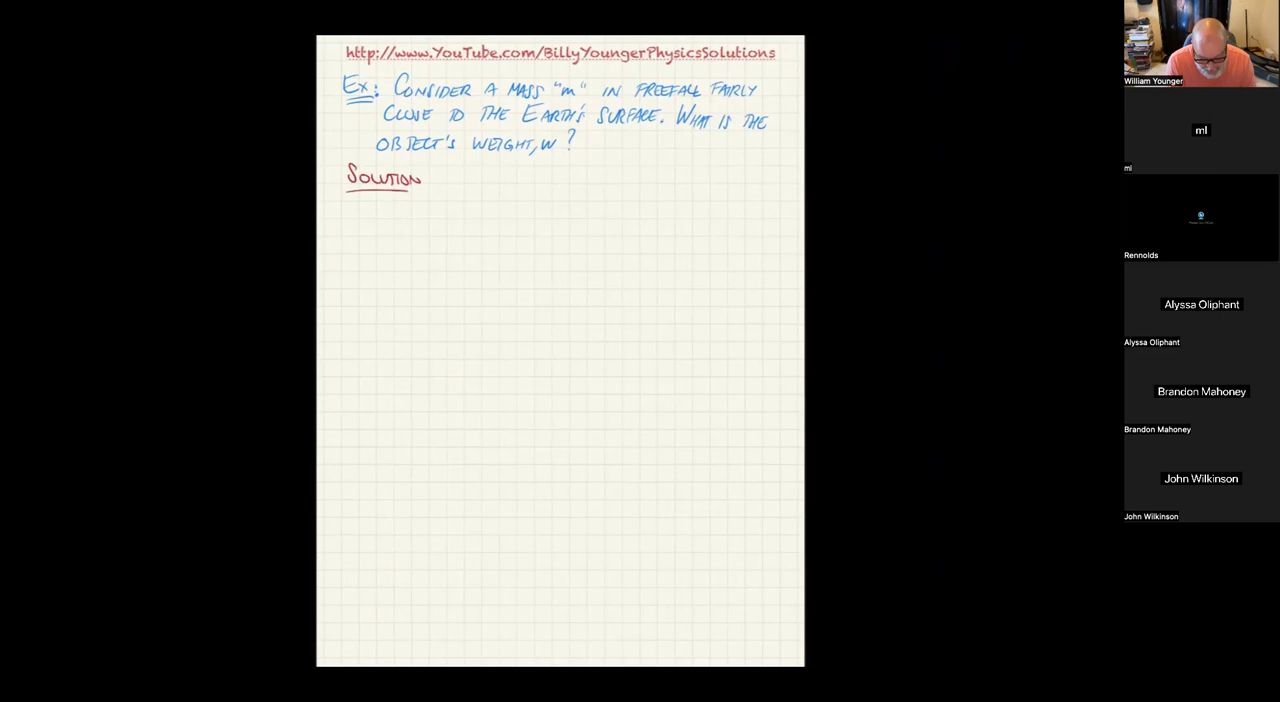 http://www.YouTube.com/BillyYoungerPhysicsSolutions
Ex: CONSIDER A MASS "m" IN FREEFALL FAIRLY
CLOSE TO THE EARTH'S SURFACE. WHAT IS THE
OBJECT'S WEIGHT, W ?
SOLUTION
William Younger
ml
ml
Rennolds
Alyssa Oliphant
Alyssa Oliphant
Brandon Mahoney
Brandon Mahoney
John Wilkinson
John Wilkinson